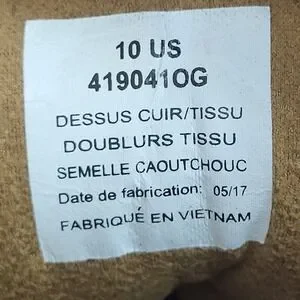 10 US
419041OG
DESSUS CUIR/TISSU
DOUBLURS TISSU
SEMELLE CAOUTCHOUC
Date de fabrication: 05/17
FABRIQUÉ EN VIETNAM